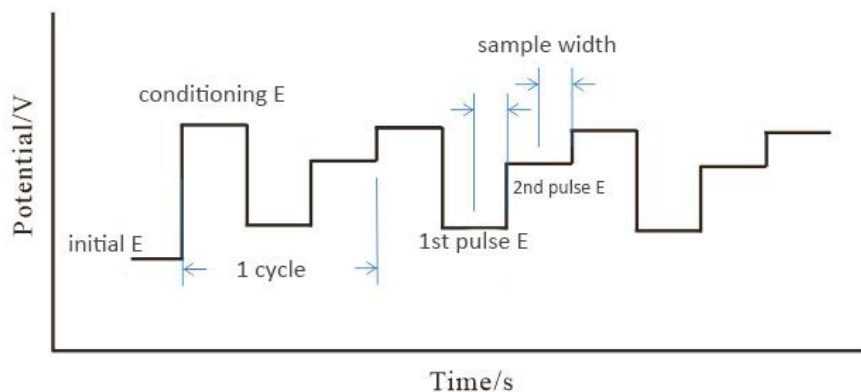 sample width
conditioning E
2nd pulse E
initial E
1st pulse E
1 cycle
Potential/V
Time/s